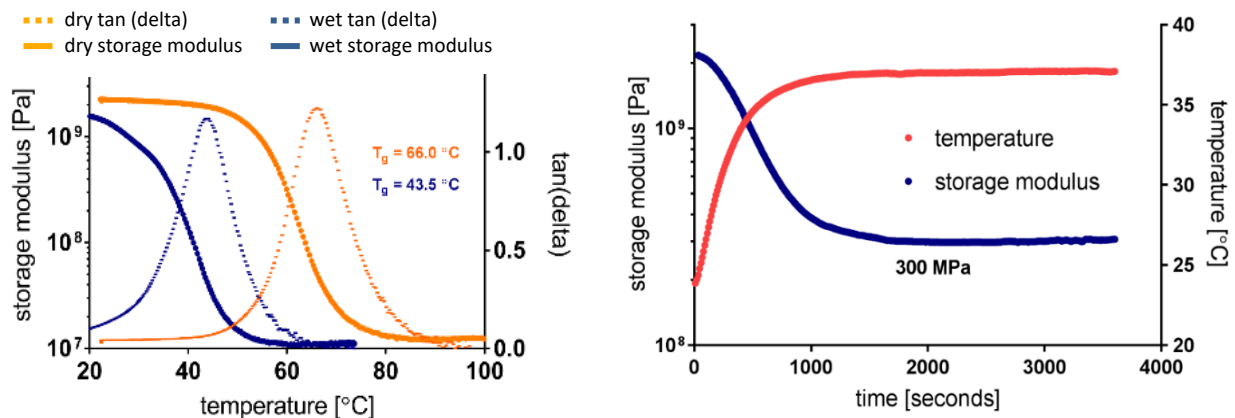 dry tan (delta)
wet tan (delta)
dry storage modulus
wet storage modulus
storage modulus [Pa]
10⁹
10⁸
10⁷
20
40
60
80
100
temperature [°C]
1.0
0.5
0.0
tan(delta)
T_g = 66.0 °C
T_g = 43.5 °C
storage modulus [Pa]
10⁹
10⁸
0
1000
2000
3000
4000
time [seconds]
40
35
30
25
20
temperature [°C]
temperature
storage modulus
300 MPa